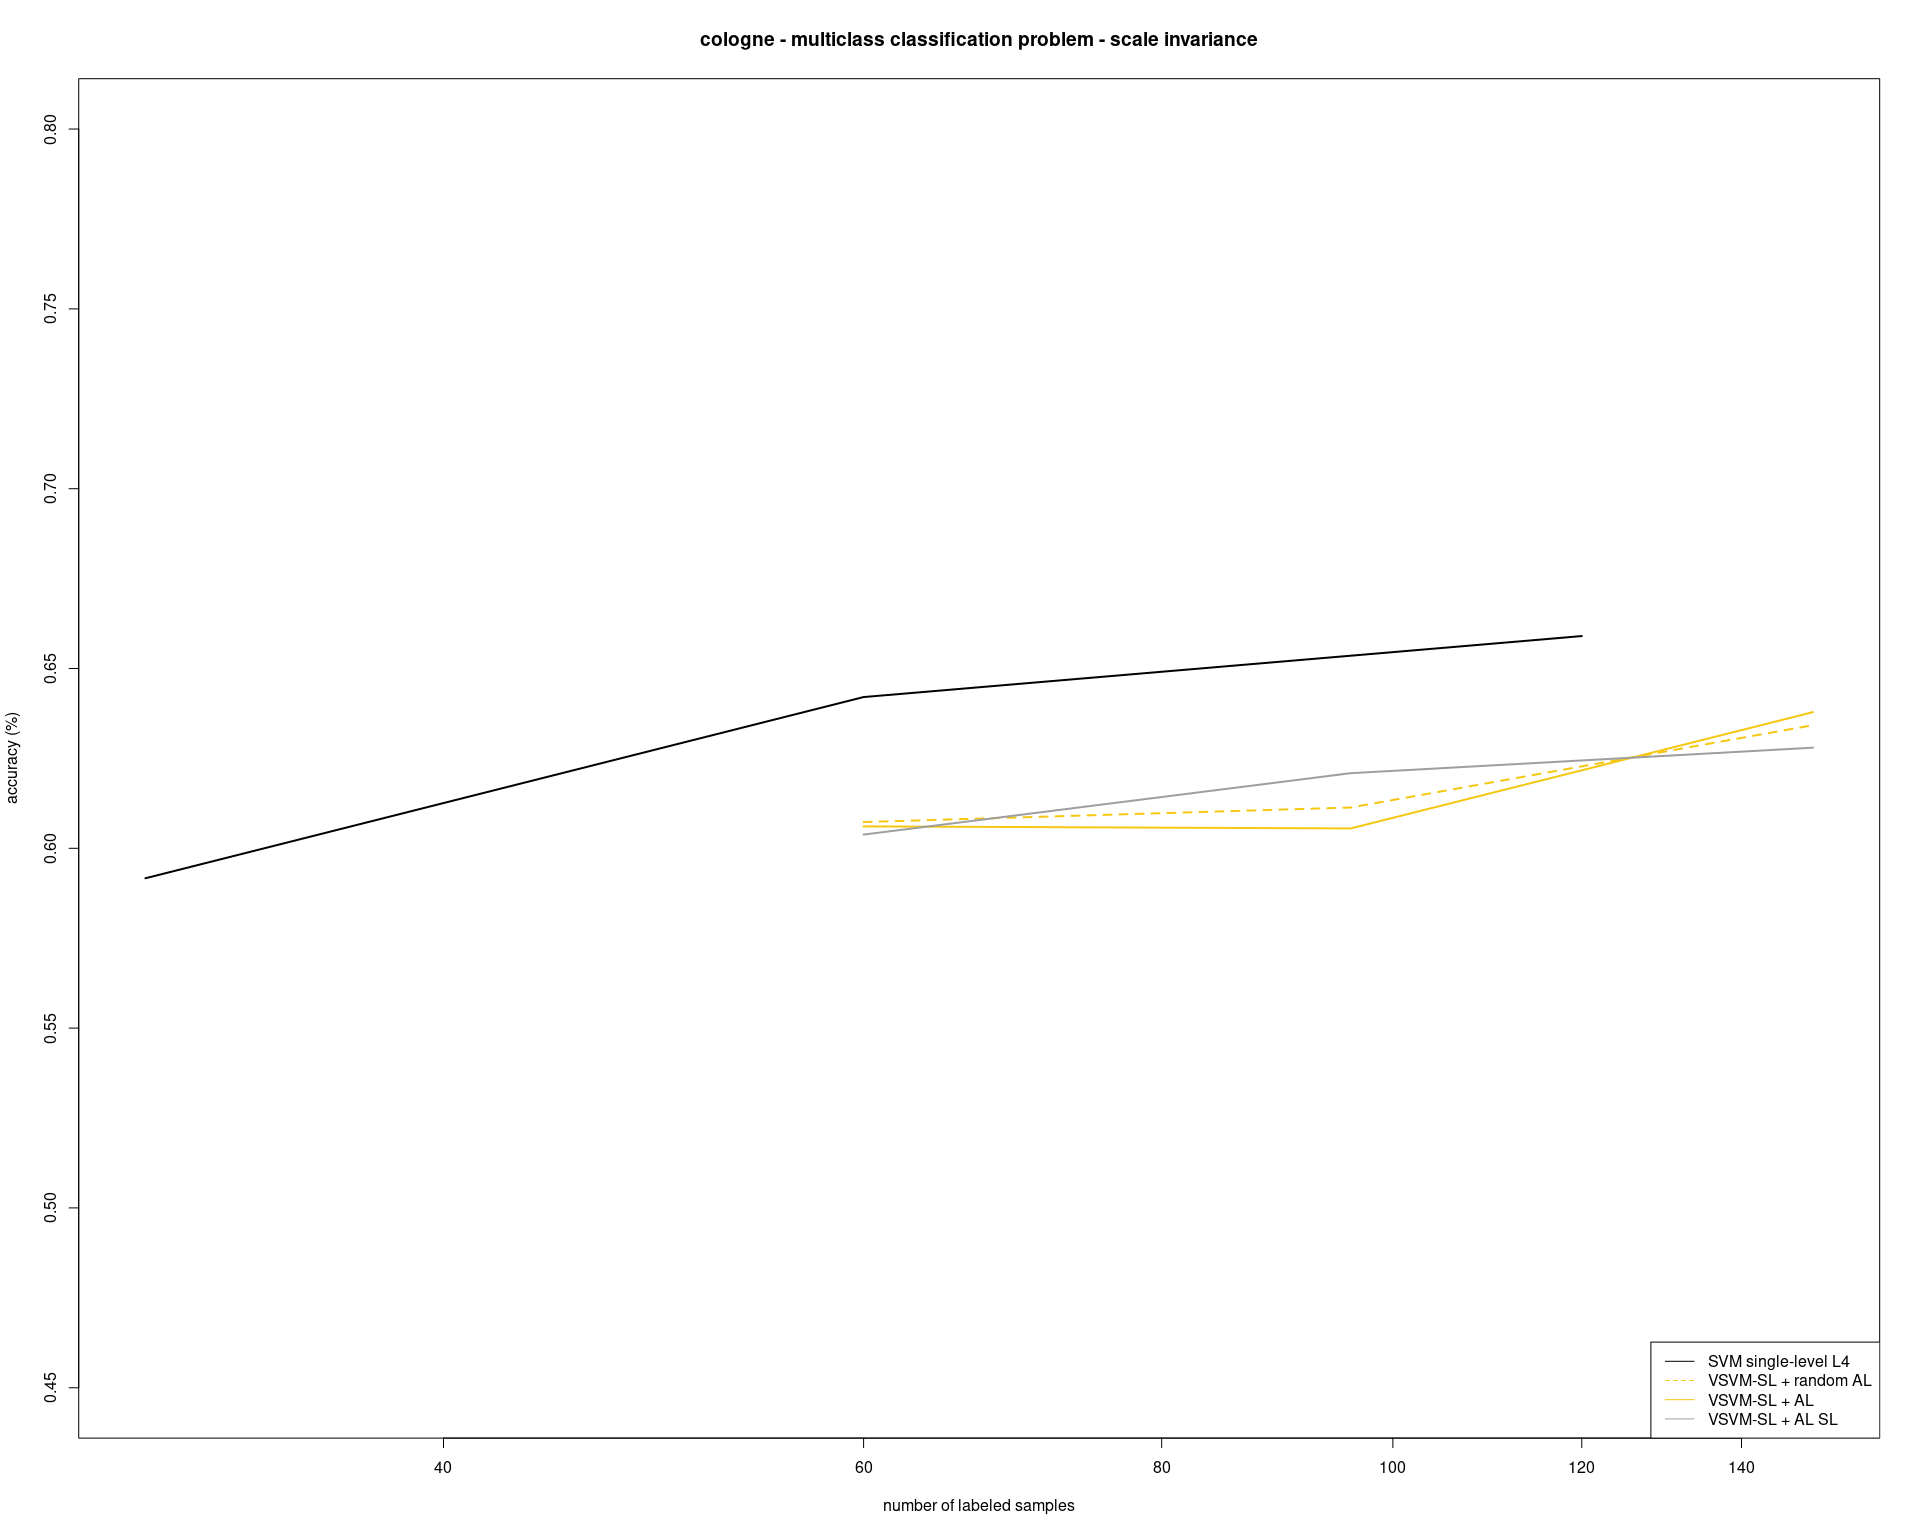 cologne - multiclass classification problem - scale invariance
accuracy (%)
0.80
0.75
0.70
0.65
0.60
0.55
0.50
0.45
40 60 80 100 120 140
number of labeled samples
SVM single-level L4
VSVM-SL + random AL
VSVM-SL + AL
VSVM-SL + AL SL